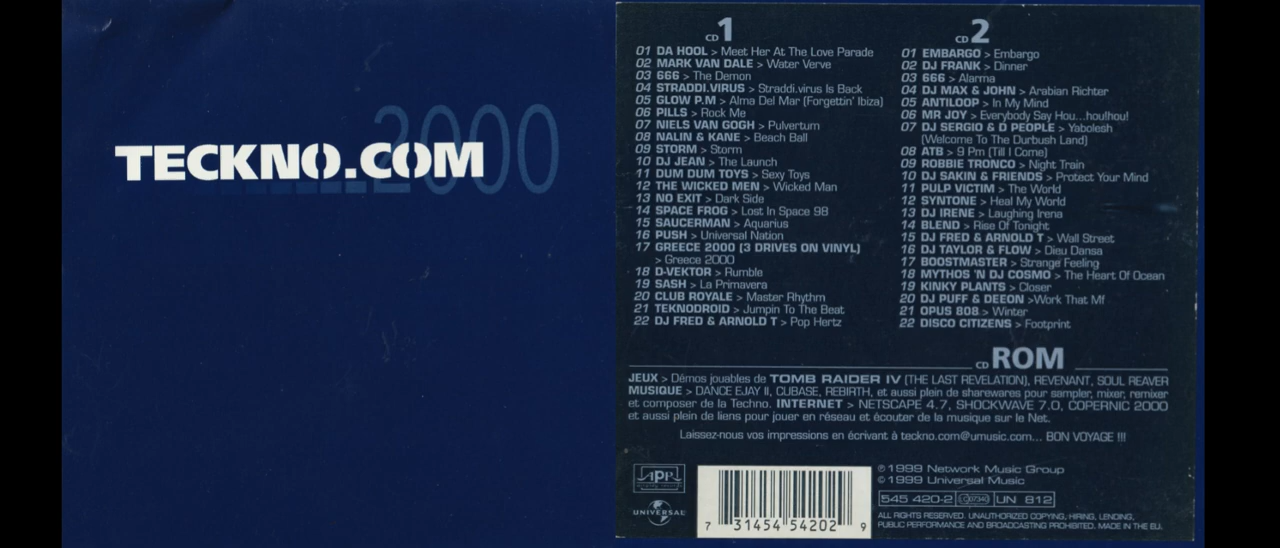 TECKNO.COM 2000
CD 1
01 DA HOOL > Meet Her At The Love Parade
02 MARK VAN DALE > Water Verve
03 666 > The Demon
04 STRADDI.VIRUS > Straddi.virus Is Back
05 GLOW P.M > Alma Del Mar (Forgettin' Ibiza)
06 PILLS > Rock Me
07 NIELS VAN GOGH > Pulvertum
08 NALIN & KANE > Beach Ball
09 STORM > Storm
10 DJ JEAN > The Launch
11 DUM DUM TOYS > Sexy Toys
12 THE WICKED MEN > Wicked Man
13 NO EXIT > Dark Side
14 SPACE FROG > Lost In Space 98
15 SAUCERMAN > Aquarius
16 PUSH > Universal Nation
17 GREECE 2000 (3 DRIVES ON VINYL)
> Greece 2000
18 D-VEKTOR > Rumble
19 SASH > La Primavera
20 CLUB ROYALE > Master Rhythm
21 TEKNODROID > Jumpin To The Beat
22 DJ FRED & ARNOLD T > Pop Hertz
CD 2
01 EMBARGO > Embargo
02 DJ FRANK > Dinner
03 666 > Alarma
04 DJ MAX & JOHN > Arabian Richter
05 ANTILOOP > In My Mind
06 MR JOY > Everybody Say Hou...hou!hou!
07 DJ SERGIO & D PEOPLE > Yabolesh
(Welcome To The Durbush Land)
08 ATB > 9 Pm (Till I Come)
09 ROBBIE TRONCO > Night Train
10 DJ SAKIN & FRIENDS > Protect Your Mind
11 PULP VICTIM > The World
12 SYNTONE > Heal My World
13 DJ IRENE > Laughing Irena
14 BLEND > Rise Of Tonight
15 DJ FRED & ARNOLD T > Wall Street
16 DJ TAYLOR & FLOW > Dieu Dansa
17 BOOSTMASTER > Strange Feeling
18 MYTHOS 'N DJ COSMO > The Heart Of Ocean
19 KINKY PLANTS > Closer
20 DJ PUFF & DEEON >Work That Mf
21 OPUS 808 > Winter
22 DISCO CITIZENS > Footprint
CD ROM
JEUX > Démos jouables de TOMB RAIDER IV (THE LAST REVELATION), REVENANT, SOUL REAVER
MUSIQUE > DANCE EJAY II, CUBASE, REBIRTH, et aussi plein de sharewares pour sampler, mixer, remixer
et composer de la Techno. INTERNET > NETSCAPE 4.7, SHOCKWAVE 7.0, COPERNIC 2000
et aussi plein de liens pour jouer en réseau et écouter de la musique sur le Net.
Laissez-nous vos impressions en écrivant à teckno.com@umusic.com... BON VOYAGE !!!
UNIVERSAL
7 31454 54202 9
℗ 1999 Network Music Group
© 1999 Universal Music
545 420-2 LC 07340 UN 812
ALL RIGHTS RESERVED. UNAUTHORIZED COPYING, HIRING, LENDING,
PUBLIC PERFORMANCE AND BROADCASTING PROHIBITED. MADE IN THE EU.